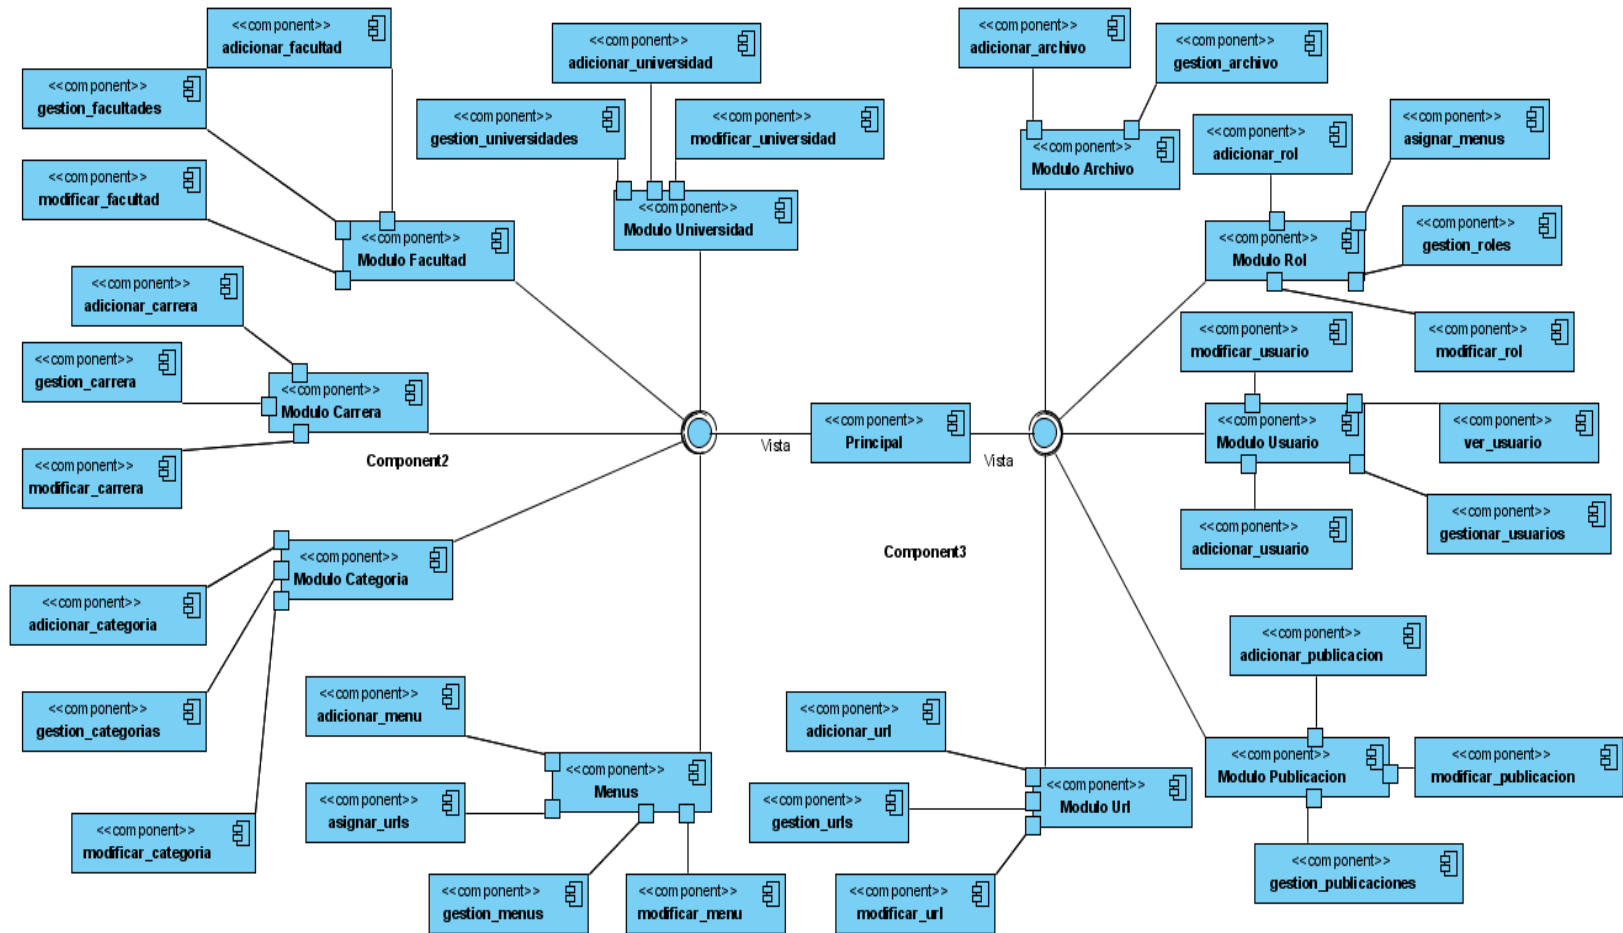 <<component>>
adicionar_facultad
<<component>>
gestion_facultades
<<component>>
modificar_facultad
<<component>>
Modulo Facultad
<<component>>
adicionar_universidad
<<component>>
gestion_universidades
<<component>>
modificar_universidad
<<component>>
Modulo Universidad
<<component>>
adicionar_archivo
<<component>>
gestion_archivo
<<component>>
Modulo Archivo
<<component>>
adicionar_rol
<<component>>
asignar_menus
<<component>>
Modulo Rol
<<component>>
gestion_roles
<<component>>
modificar_rol
<<component>>
adicionar_carrera
<<component>>
gestion_carrera
<<component>>
Modulo Carrera
<<component>>
modificar_carrera
Component2
Vista
<<component>>
Principal
Vista
<<component>>
modificar_usuario
<<component>>
Modulo Usuario
<<component>>
ver_usuario
<<component>>
adicionar_usuario
<<component>>
gestionar_usuarios
Component3
<<component>>
Modulo Categoria
<<component>>
adicionar_categoria
<<component>>
gestion_categorias
<<component>>
modificar_categoria
<<component>>
adicionar_menu
<<component>>
Menus
<<component>>
asignar_urls
<<component>>
gestion_menus
<<component>>
modificar_menu
<<component>>
adicionar_url
<<component>>
Modulo Url
<<component>>
gestion_urls
<<component>>
modificar_url
<<component>>
adicionar_publicacion
<<component>>
Modulo Publicacion
<<component>>
modificar_publicacion
<<component>>
gestion_publicaciones